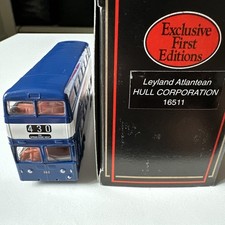 Exclusive
First
Editions
Leyland Atlantean
HULL CORPORATION
16511
430